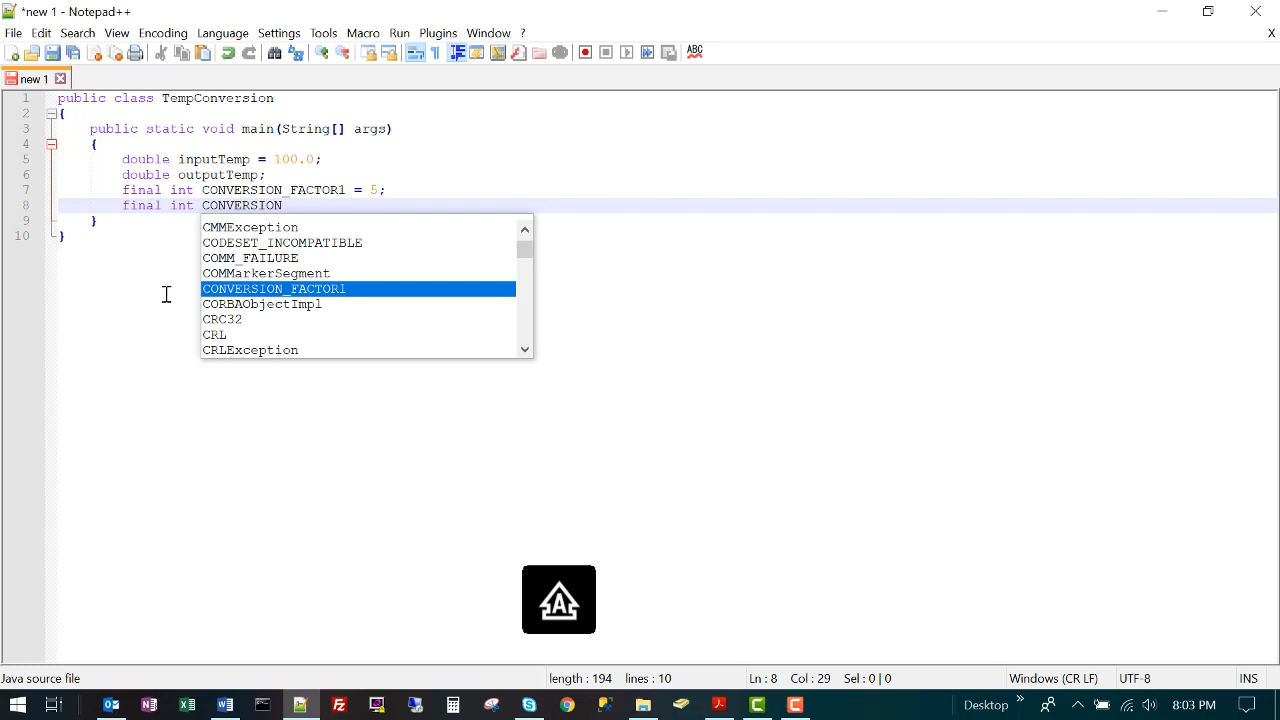 *new 1 - Notepad++
File Edit Search View Encoding Language Settings Tools Macro Run Plugins Window ? X
ABC
new 1
1 public class TempConversion
2 {
3 public static void main(String[] args)
4 {
5 double inputTemp = 100.0;
6 double outputTemp;
7 final int CONVERSION_FACTOR1 = 5;
8 final int CONVERSION
9 }
10 }
CMMException
CODESET_INCOMPATIBLE
COMM_FAILURE
COMMarkerSegment
CONVERSION_FACTOR1
CORBAObjectImpl
CRC32
CRL
CRLException
A
Java source file length : 194 lines : 10 Ln : 8 Col : 29 Sel : 0 | 0 Windows (CR LF) UTF-8 INS
Desktop » 8:03 PM